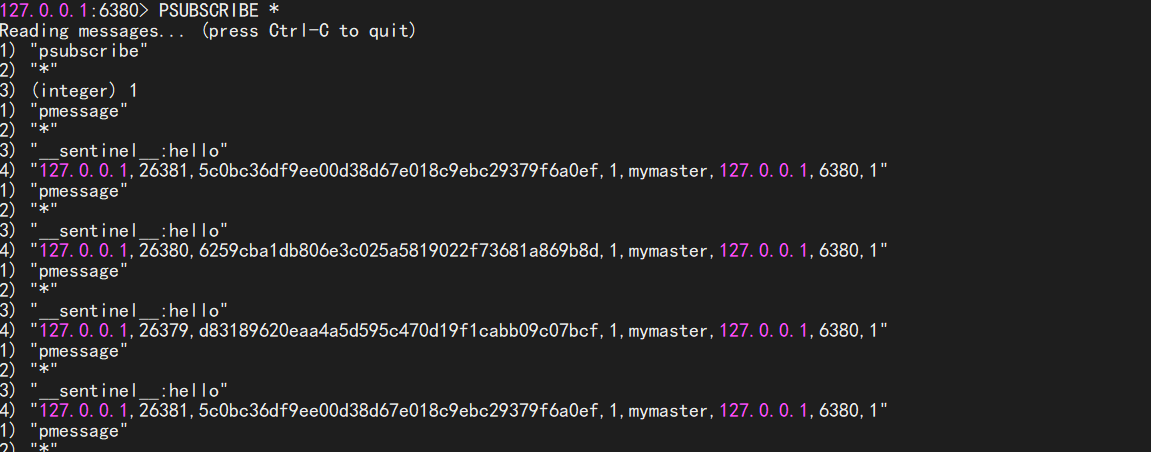 127.0.0.1:6380> PSUBSCRIBE *
Reading messages... (press Ctrl-C to quit)
1) "psubscribe"
2) "*"
3) (integer) 1
1) "pmessage"
2) "*"
3) "__sentinel__:hello"
4) "127.0.0.1,26381,5c0bc36df9ee00d38d67e018c9ebc29379f6a0ef,1,mymaster,127.0.0.1,6380,1"
1) "pmessage"
2) "*"
3) "__sentinel__:hello"
4) "127.0.0.1,26380,6259cba1db806e3c025a5819022f73681a869b8d,1,mymaster,127.0.0.1,6380,1"
1) "pmessage"
2) "*"
3) "__sentinel__:hello"
4) "127.0.0.1,26379,d83189620eaa4a5d595c470d19f1cabb09c07bcf,1,mymaster,127.0.0.1,6380,1"
1) "pmessage"
2) "*"
3) "__sentinel__:hello"
4) "127.0.0.1,26381,5c0bc36df9ee00d38d67e018c9ebc29379f6a0ef,1,mymaster,127.0.0.1,6380,1"
1) "pmessage"
2) "*"